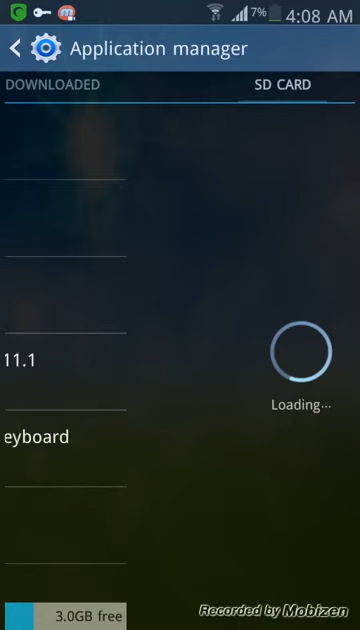 7% 4:08 AM
Application manager
DOWNLOADED
SD CARD
11.1
eyboard
Loading...
3.0GB free
Recorded by Mobizen